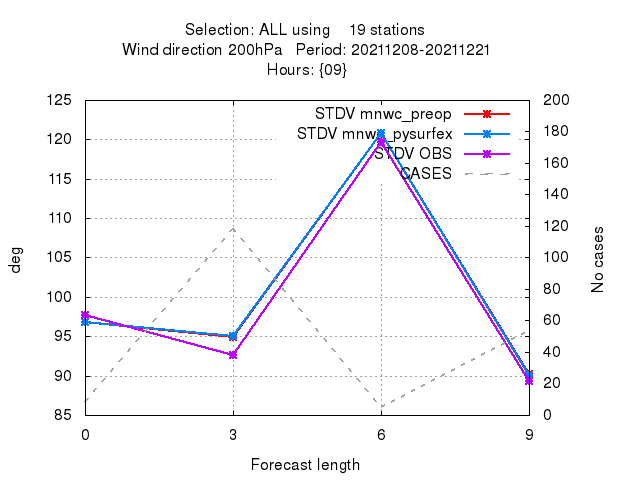 Selection: ALL using 19 stations
Wind direction 200hPa Period: 20211208-20211221
Hours: {09}
125 200
STDV mnwc_preop
180
120 STDV mnwc_pysurfex
160
STDV OBS
115 CASES
140
110 120
105 100
80
100
60
95
40
90
20
85 0
deg
No cases
0 3 6 9
Forecast length